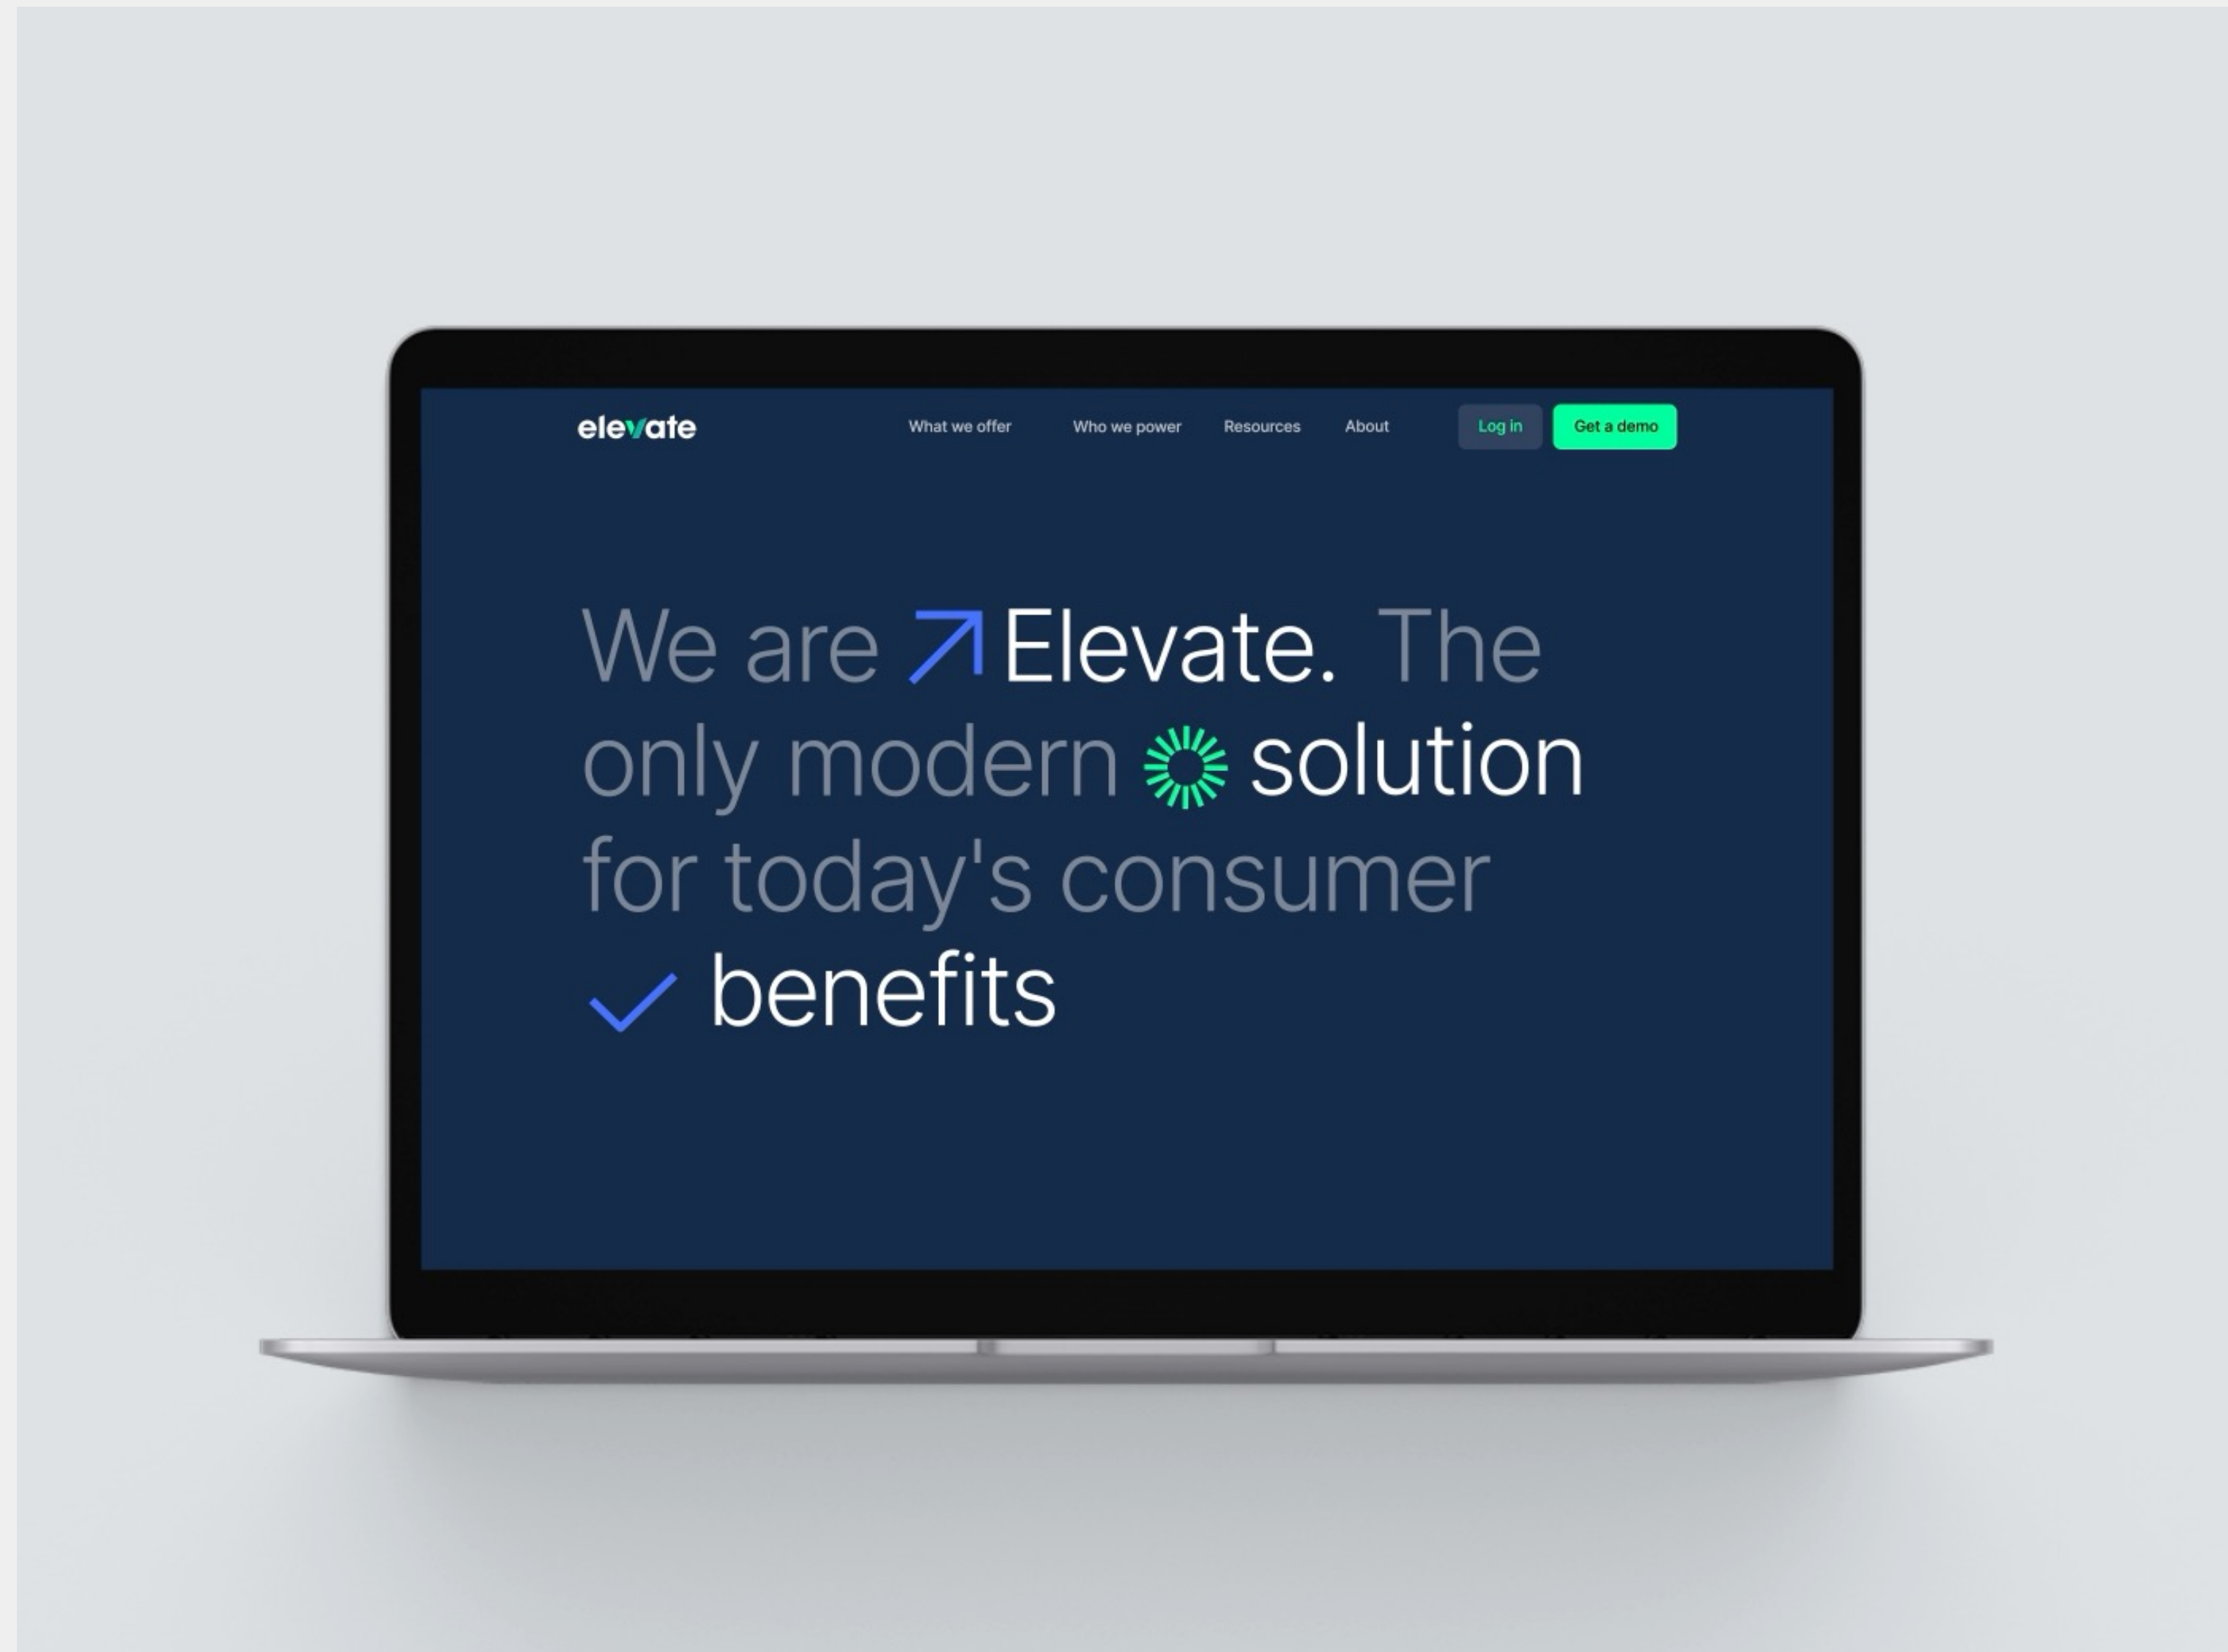 elevate
What we offer
Who we power
Resources
About
Log in
Get a demo
We are Elevate. The
only modern solution
for today's consumer
benefits